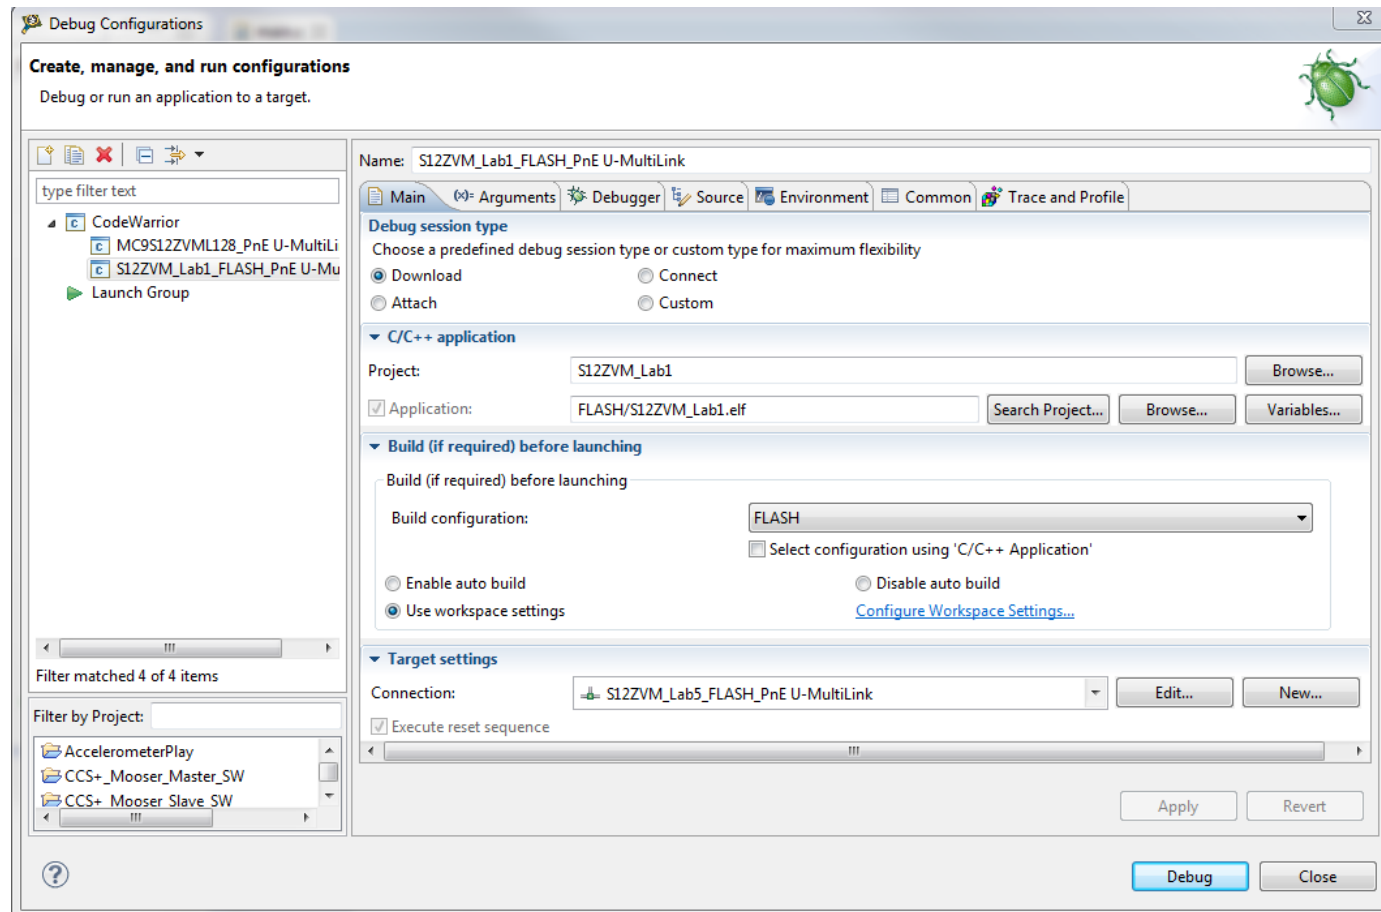 Debug Configurations
Create, manage, and run configurations
Debug or run an application to a target.
type filter text
CodeWarrior
MC9S12ZVML128_PnE U-MultiLi
S12ZVM_Lab1_FLASH_PnE U-Mu
Launch Group
Filter matched 4 of 4 items
Filter by Project:
AccelerometerPlay
CCS+_Mooser_Master_SW
CCS+_Mooser_Slave_SW
Name: S12ZVM_Lab1_FLASH_PnE U-MultiLink
Main (x)= Arguments Debugger Source Environment Common Trace and Profile
Debug session type
Choose a predefined debug session type or custom type for maximum flexibility
Download Connect
Attach Custom
C/C++ application
Project: S12ZVM_Lab1 Browse...
Application: FLASH/S12ZVM_Lab1.elf Search Project... Browse... Variables...
Build (if required) before launching
Build (if required) before launching
Build configuration: FLASH
Select configuration using 'C/C++ Application'
Enable auto build Disable auto build
Use workspace settings Configure Workspace Settings...
Target settings
Connection: S12ZVM_Lab5_FLASH_PnE U-MultiLink Edit... New...
Execute reset sequence
Apply Revert
? Debug Close